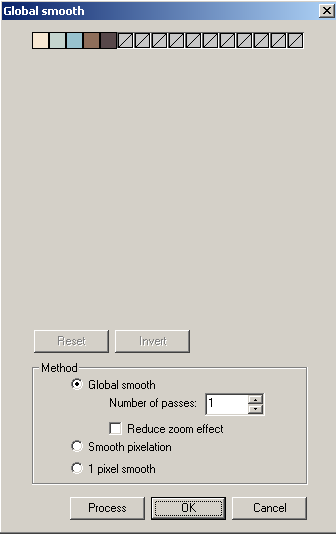 Global smooth
Reset Invert
Method
Global smooth
Number of passes: 1
Reduce zoom effect
Smooth pixelation
1 pixel smooth
Process OK Cancel